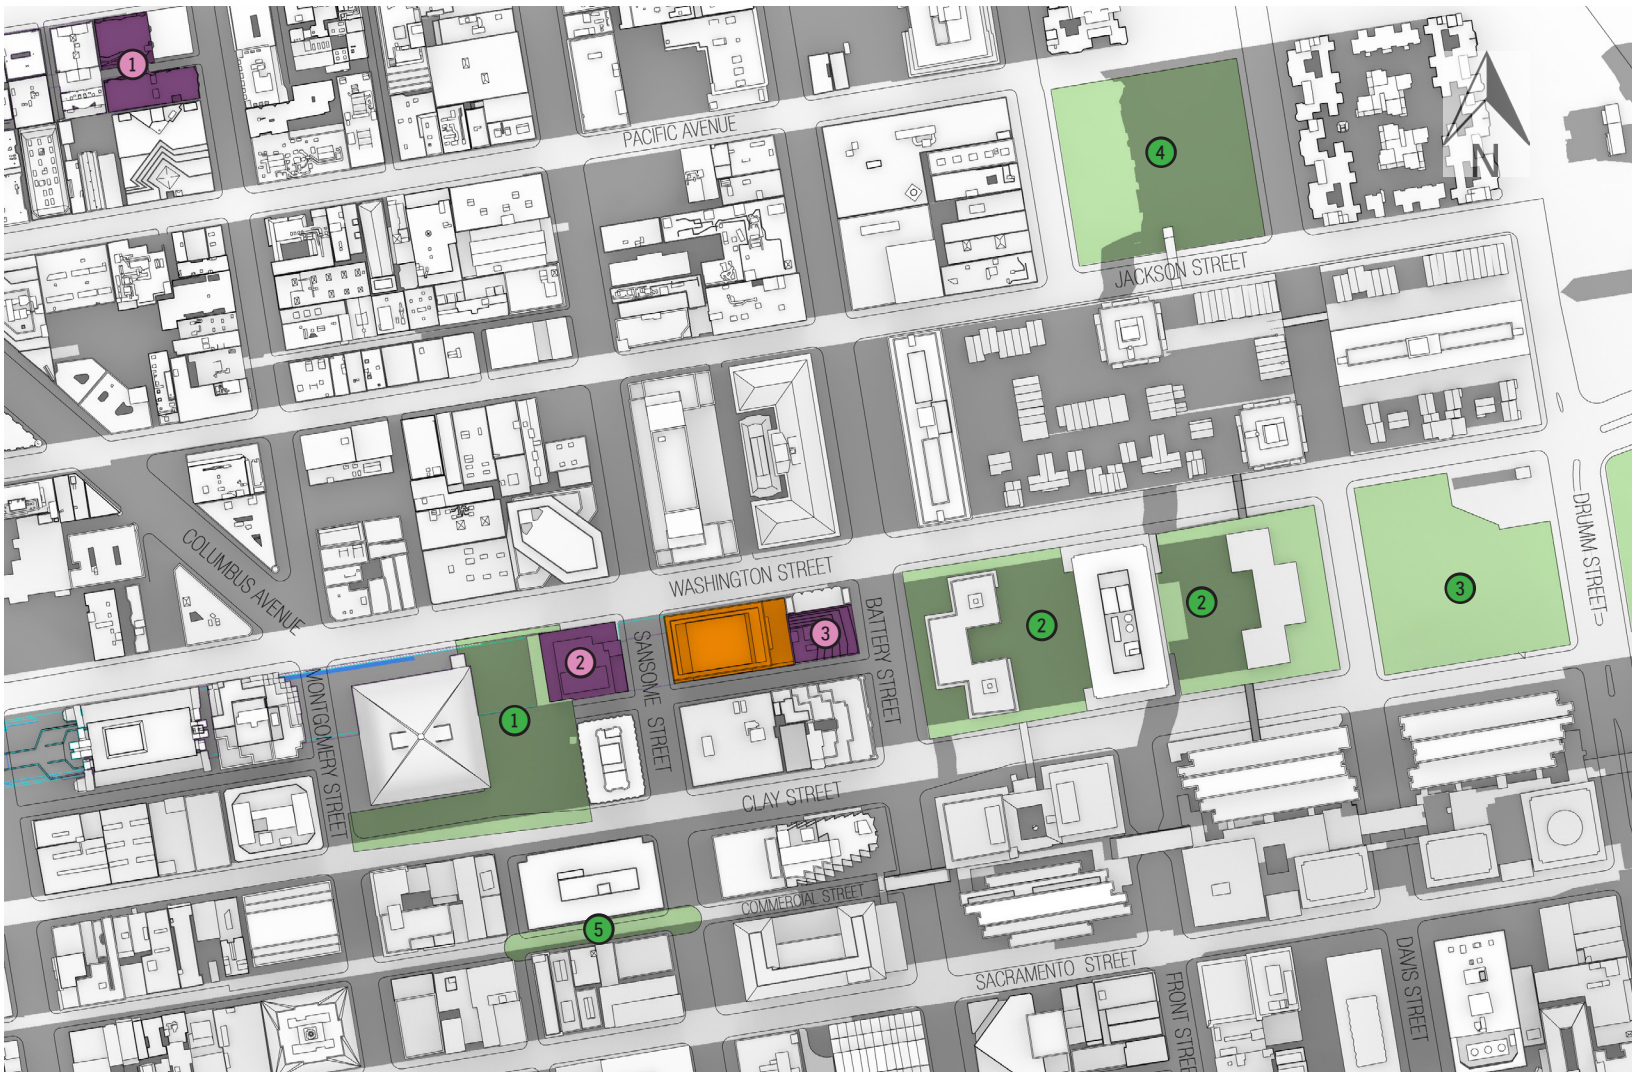 1
PACIFIC AVENUE
4
N
JACKSON STREET
COLUMBUS AVENUE
WASHINGTON STREET
DRUMM STREET
MONTGOMERY STREET
2
SANSOME STREET
3
BATTERY STREET
2
2
3
1
CLAY STREET
COMMERCIAL STREET
5
SACRAMENTO STREET
FRONT STREE
DAVIS STREET